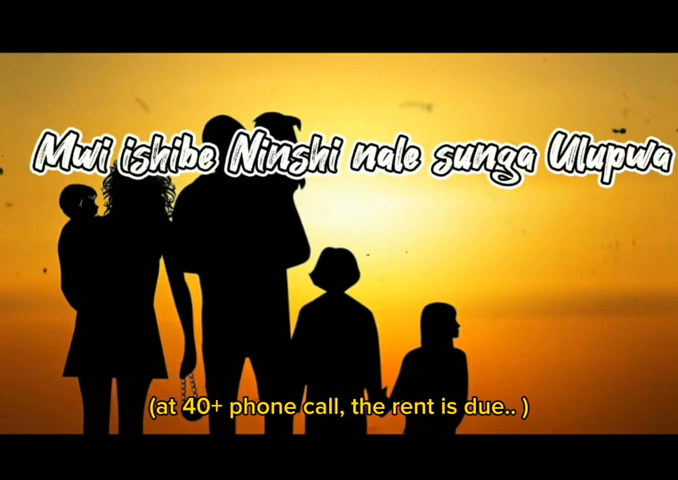 Mwi ishibe Ninshi nale sunga Ulupwa
(at 40+ phone call, the rent is due.. )